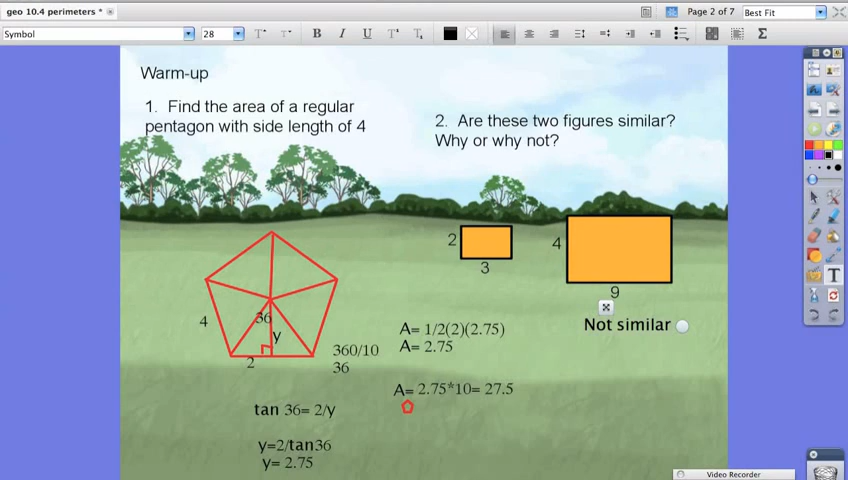 geo 10.4 perimeters *
Page 2 of 7
Best Fit
Symbol
28
B I U
Warm-up
1. Find the area of a regular
pentagon with side length of 4
2. Are these two figures similar?
Why or why not?
2
3
4
9
Not similar
4
36
y
2
360/10
36
A= 1/2(2)(2.75)
A= 2.75
A= 2.75*10= 27.5
tan 36= 2/y
y=2/tan36
y= 2.75
Video Recorder